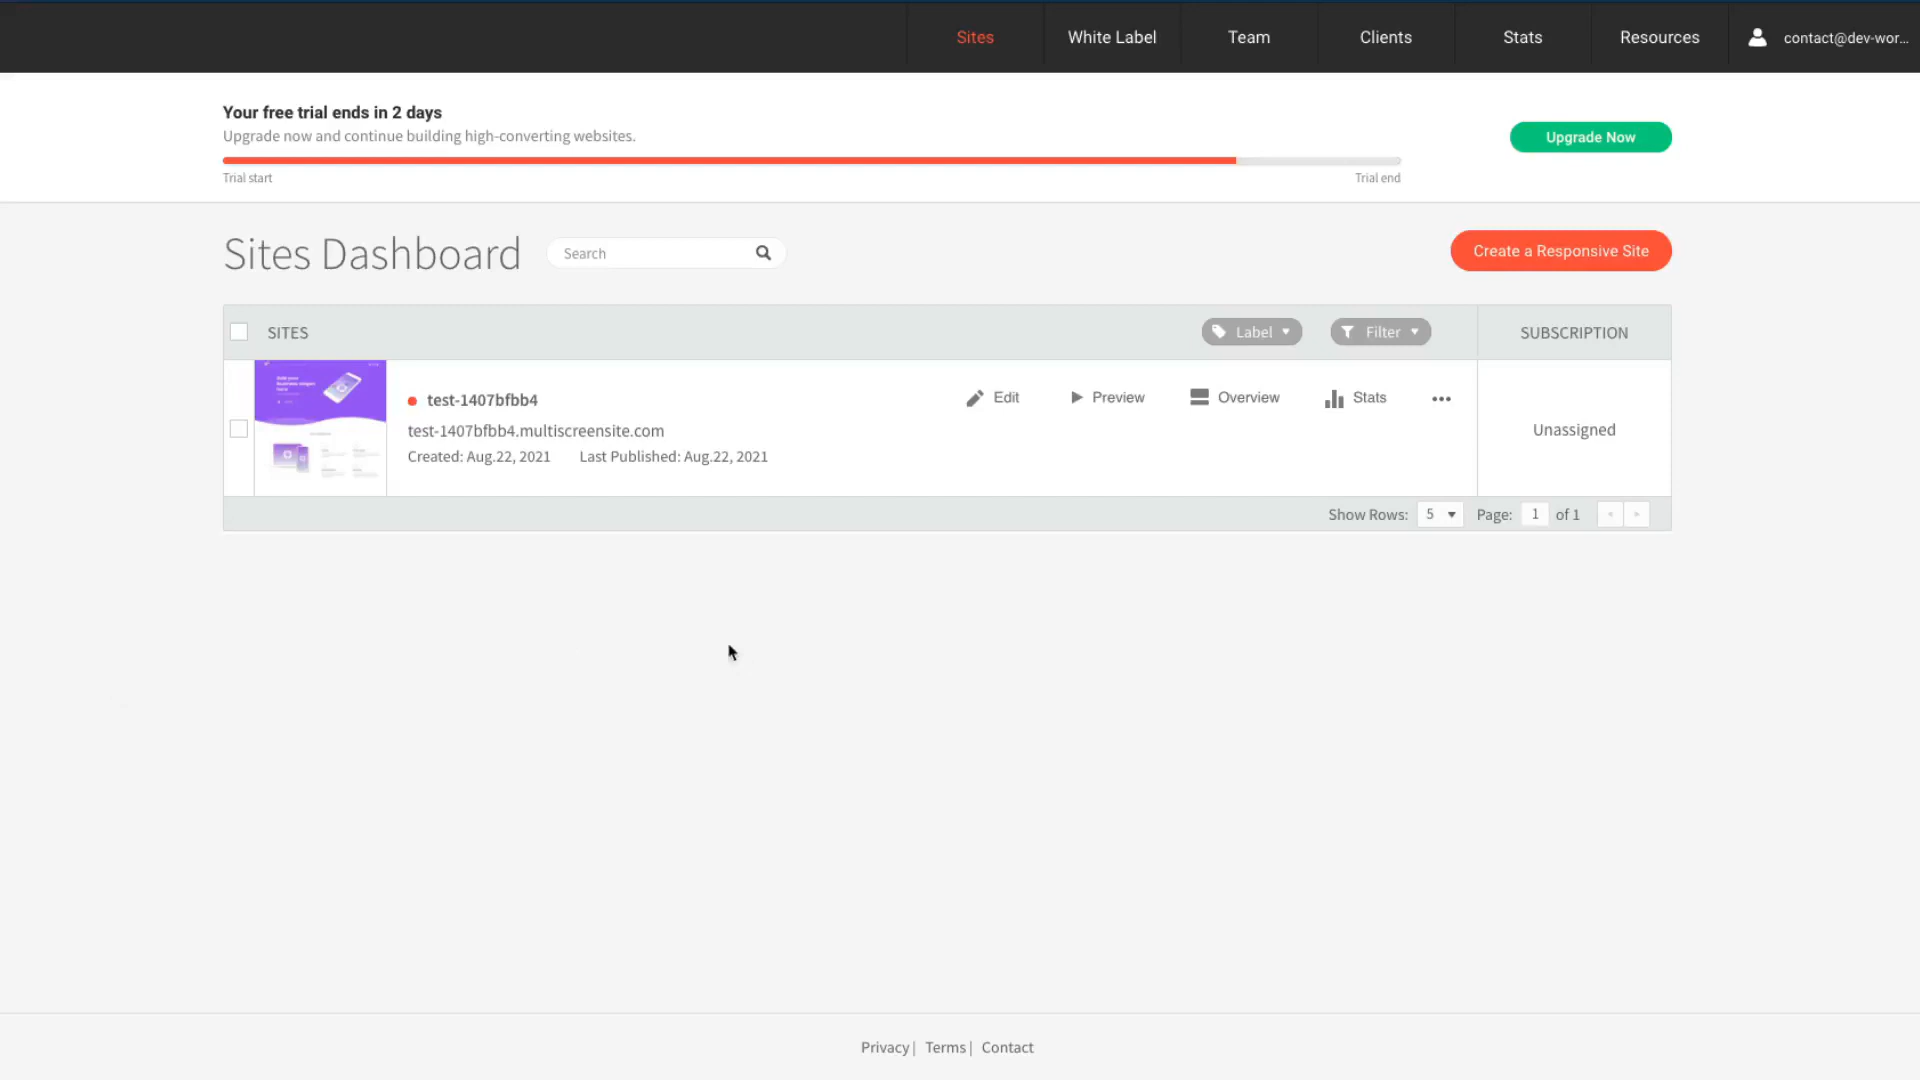 Sites
White Label
Team
Clients
Stats
Resources
contact@dev-wor...
Your free trial ends in 2 days
Upgrade now and continue building high-converting websites.
Trial start
Trial end
Upgrade Now
Sites Dashboard
Search
Create a Responsive Site
SITES
Label
Filter
SUBSCRIPTION
test-1407bfbb4
Edit
Preview
Overview
Stats
test-1407bfbb4.multiscreensite.com
Created: Aug.22, 2021 Last Published: Aug.22, 2021
Unassigned
Show Rows: 5 Page: 1 of 1
Privacy | Terms | Contact